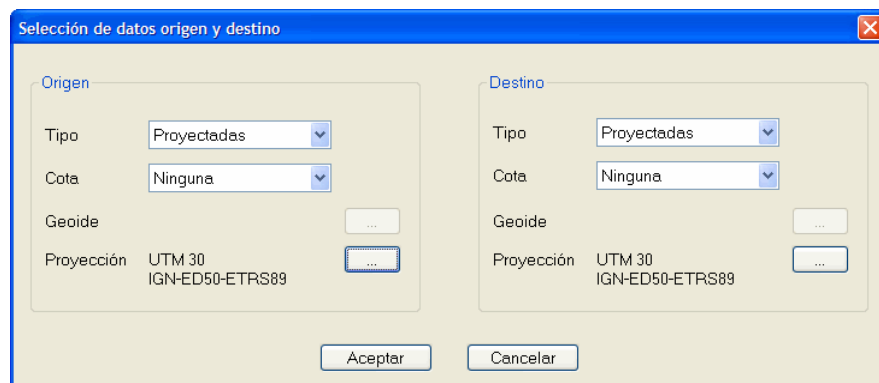 Selección de datos origen y destino
Origen
Tipo Proyectadas
Cota Ninguna
Geoide ...
Proyección UTM 30 ...
IGN-ED50-ETRS89
Destino
Tipo Proyectadas
Cota Ninguna
Geoide ...
Proyección UTM 30 ...
IGN-ED50-ETRS89
Aceptar Cancelar